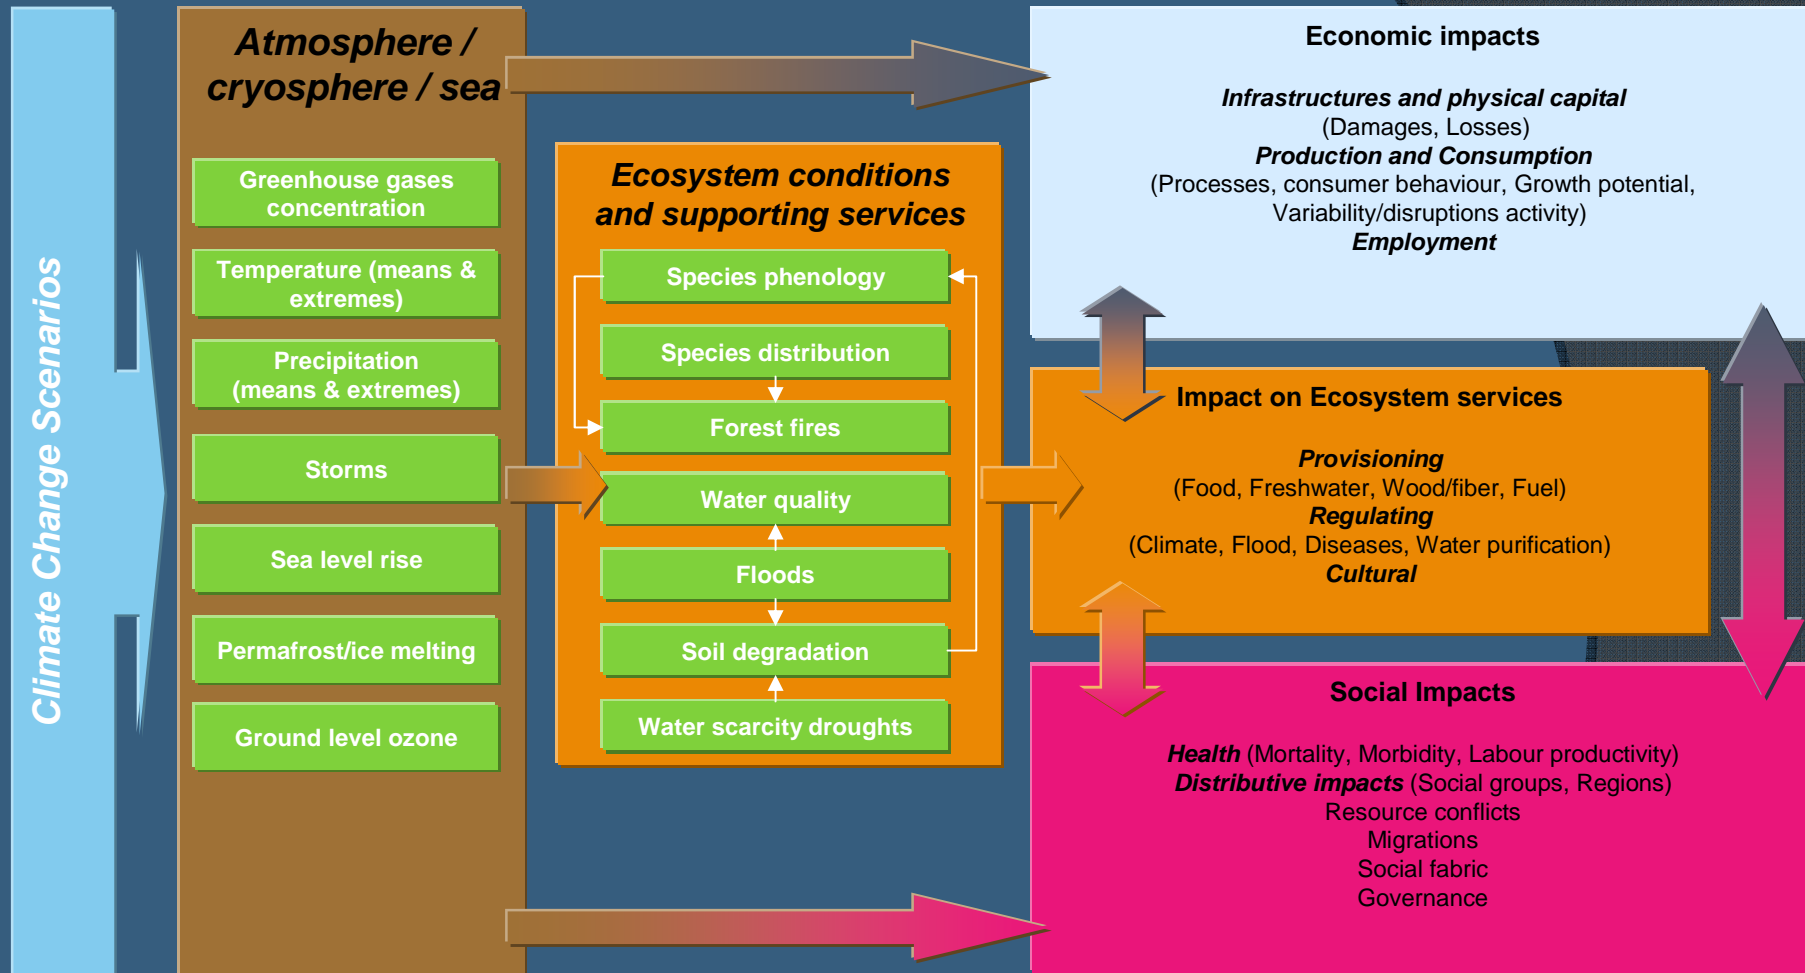 Climate Change Scenarios
Atmosphere /
cryosphere / sea
Greenhouse gases
concentration
Temperature (means &
extremes)
Precipitation
(means & extremes)
Storms
Sea level rise
Permafrost/ice melting
Ground level ozone
Ecosystem conditions
and supporting services
Species phenology
Species distribution
Forest fires
Water quality
Floods
Soil degradation
Water scarcity droughts
Economic impacts
Infrastructures and physical capital
(Damages, Losses)
Production and Consumption
(Processes, consumer behaviour, Growth potential,
Variability/disruptions activity)
Employment
Impact on Ecosystem services
Provisioning
(Food, Freshwater, Wood/fiber, Fuel)
Regulating
(Climate, Flood, Diseases, Water purification)
Cultural
Social Impacts
Health (Mortality, Morbidity, Labour productivity)
Distributive impacts (Social groups, Regions)
Resource conflicts
Migrations
Social fabric
Governance